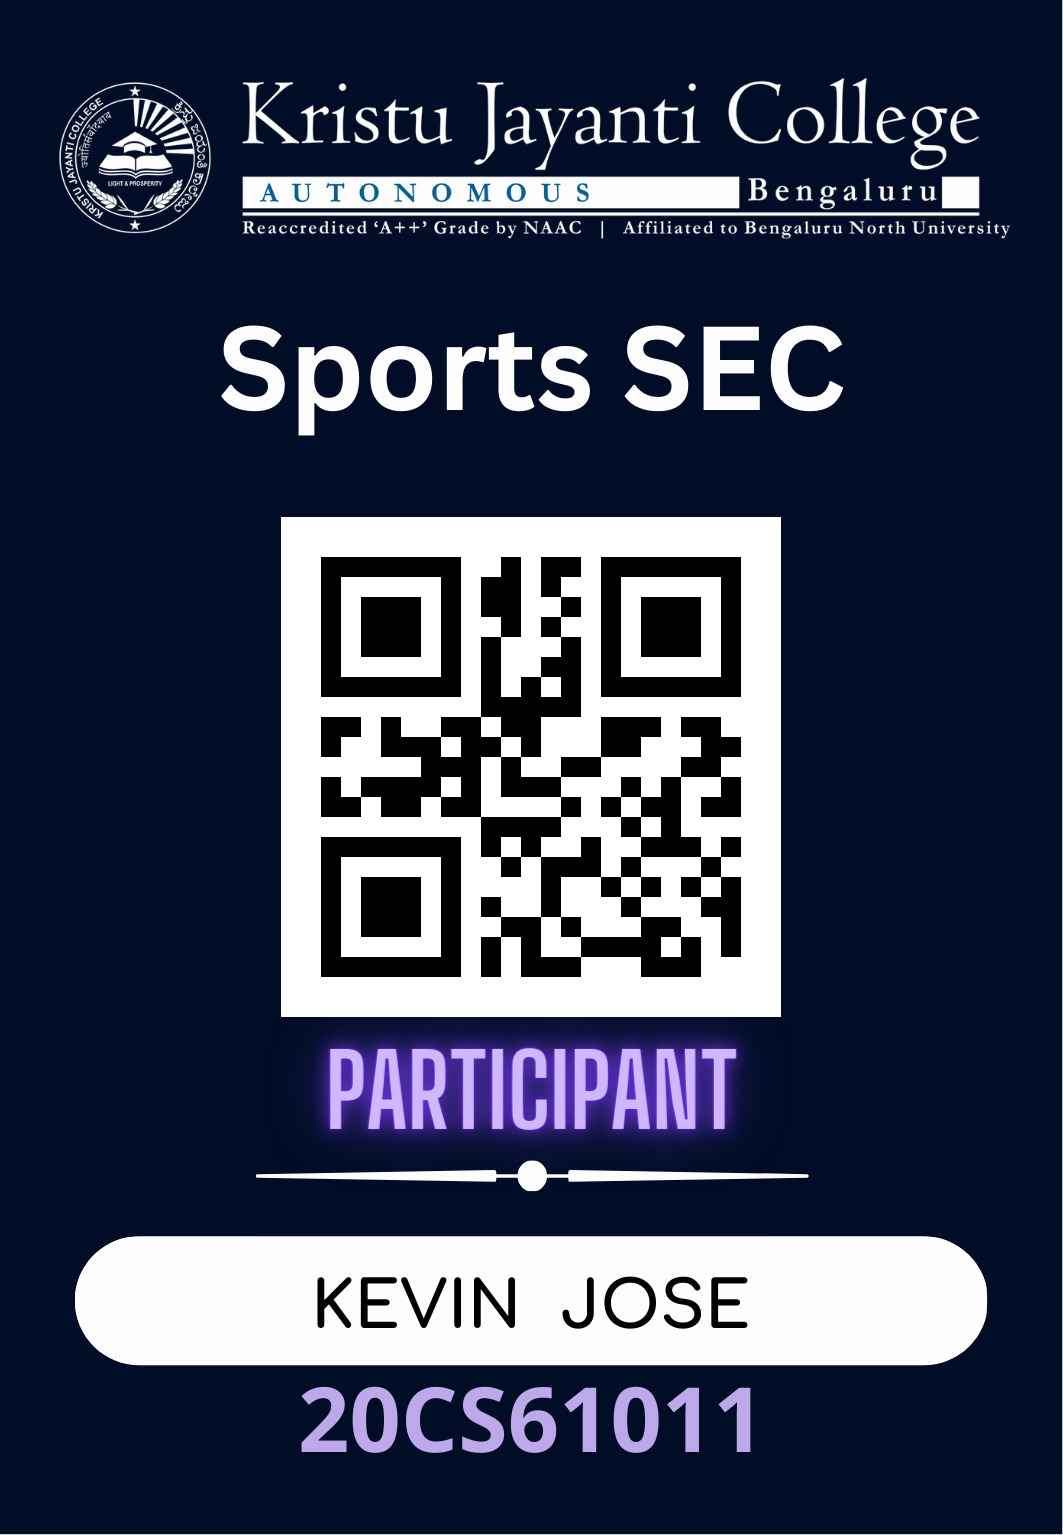 KRISTU JAYANTI COLLEGE
ಕ್ರಿಸ್ತು ಜಯಂತಿ ಕಾಲೇಜು
LIGHT & PROSPERITY
Kristu Jayanti College
AUTONOMOUS Bengaluru
Reaccredited ‘A++’ Grade by NAAC | Affiliated to Bengaluru North University
Sports SEC
PARTICIPANT
KEVIN JOSE
20CS61011